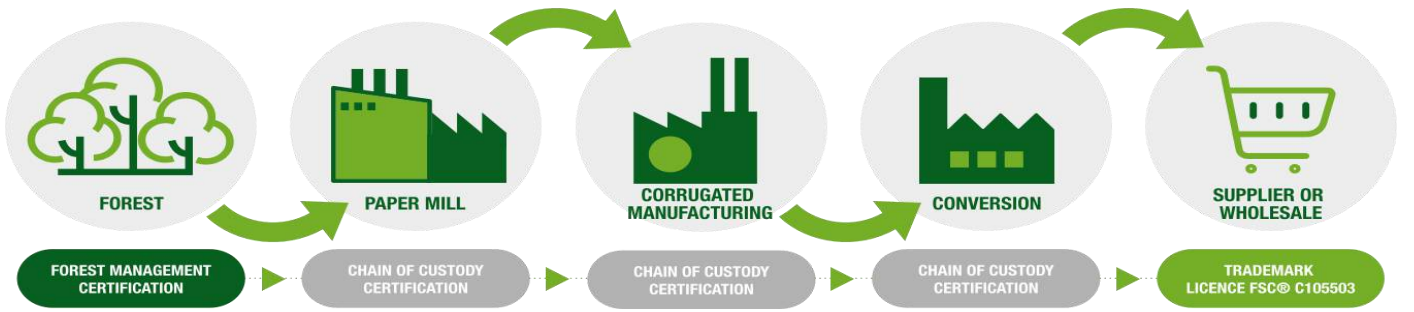 FOREST
PAPER MILL
CORRUGATED
MANUFACTURING
CONVERSION
SUPPLIER OR
WHOLESALE
FOREST MANAGEMENT
CERTIFICATION
CHAIN OF CUSTODY
CERTIFICATION
CHAIN OF CUSTODY
CERTIFICATION
CHAIN OF CUSTODY
CERTIFICATION
TRADEMARK
LICENCE FSC® C105503